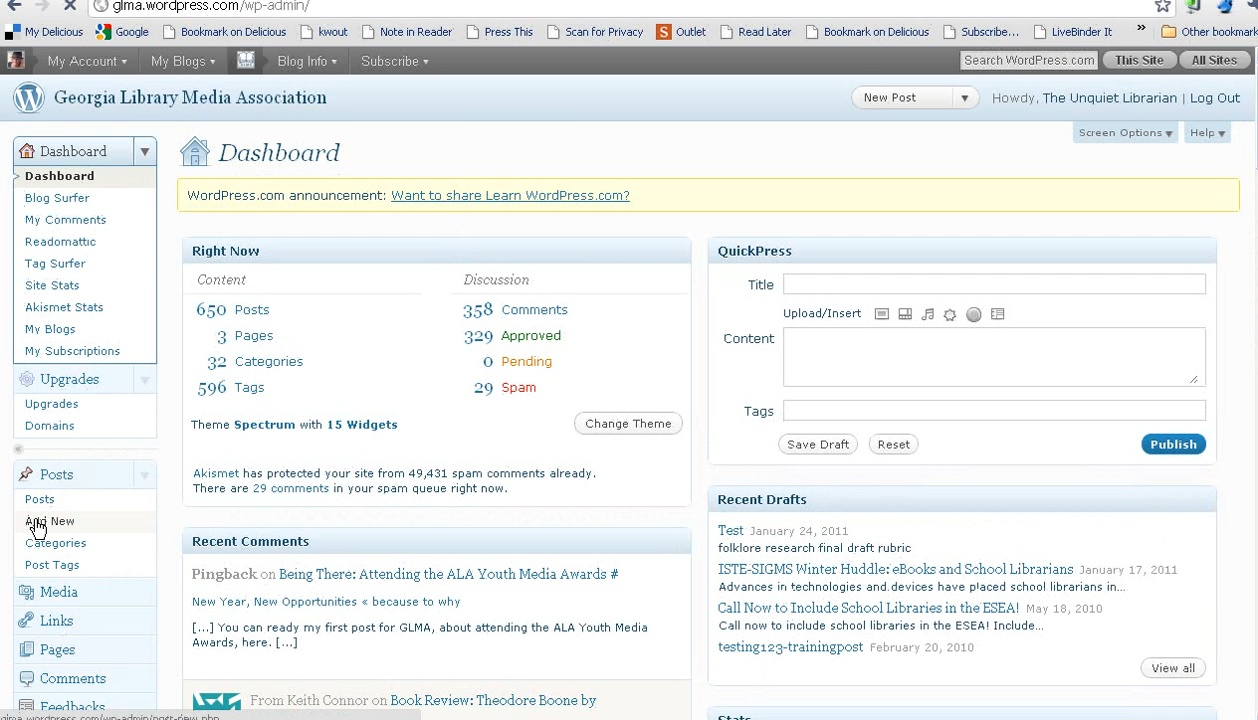 glma.wordpress.com/wp-admin/
My Delicious Google Bookmark on Delicious kwout Note in Reader Press This Scan for Privacy Outlet Read Later Bookmark on Delicious Subscribe... LiveBinder It » Other bookmark
My Account My Blogs Blog Info Subscribe Search WordPress.com This Site All Sites
Georgia Library Media Association New Post Howdy, The Unquiet Librarian | Log Out
Screen Options Help
Dashboard
Dashboard
Blog Surfer
My Comments
Readomattic
Tag Surfer
Site Stats
Akismet Stats
My Blogs
My Subscriptions
Upgrades
Upgrades
Domains
Posts
Posts
Add New
Categories
Post Tags
Media
Links
Pages
Comments
Feedbacks
Dashboard
WordPress.com announcement: Want to share Learn WordPress.com?
Right Now
Content Discussion
650 Posts 358 Comments
3 Pages 329 Approved
32 Categories 0 Pending
596 Tags 29 Spam
Theme Spectrum with 15 Widgets Change Theme
Akismet has protected your site from 49,431 spam comments already.
There are 29 comments in your spam queue right now.
Recent Comments
Pingback on Being There: Attending the ALA Youth Media Awards #
New Year, New Opportunities « because to why
[...] You can ready my first post for GLMA, about attending the ALA Youth Media
Awards, here. [...]
From Keith Connor on Book Review: Theodore Boone by
QuickPress
Title
Upload/Insert
Content
Tags
Save Draft Reset Publish
Recent Drafts
Test January 24, 2011
folklore research final draft rubric
ISTE-SIGMS Winter Huddle:eBooks and School Librarians January 17, 2011
Advances in technologies and devices have placed school librarians in...
Call Now to Include School Libraries in the ESEA! May 18, 2010
Call now to include school libraries in the ESEA! Include...
testing123-trainingpost February 20, 2010
View all
Stats
glma.wordpress.com/wp-admin/post-new.php